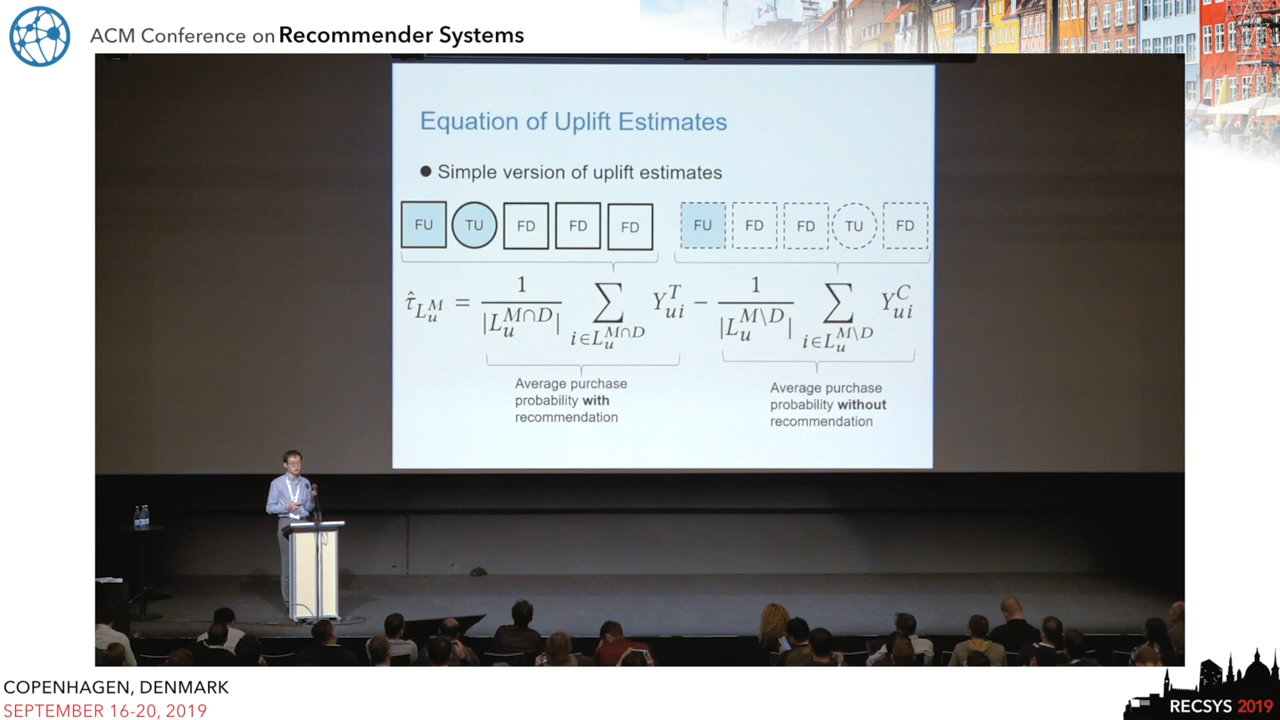 ACM Conference on Recommender Systems
Equation of Uplift Estimates
● Simple version of uplift estimates
FU TU FD FD FD FU FD FD TU FD
τ̂_{L_u^M} = \frac{1}{|L_u^{M∩D}|} ∑_{i∈L_u^{M∩D}} Y_{ui}^T − \frac{1}{|L_u^{M\D}|} ∑_{i∈L_u^{M\D}} Y_{ui}^C
Average purchase
probability with
recommendation
Average purchase
probability without
recommendation
COPENHAGEN, DENMARK
SEPTEMBER 16-20, 2019
RECSYS 2019